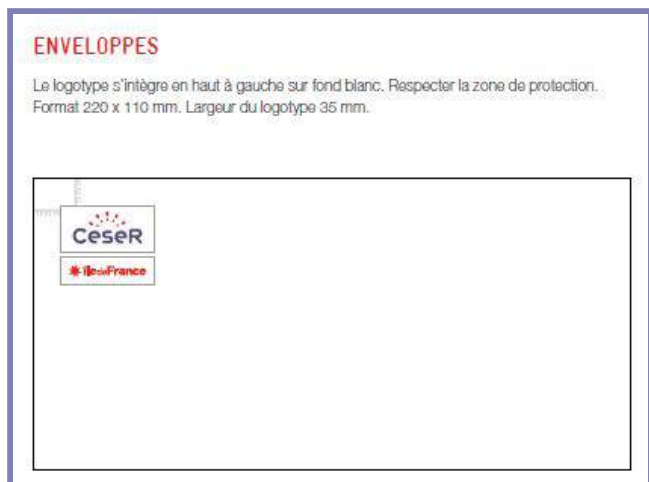 ENVELOPPES
Le logotype s'intègre en haut à gauche sur fond blanc. Respecter la zone de protection.
Format 220 x 110 mm. Largeur du logotype 35 mm.
CeseR
îledeFrance